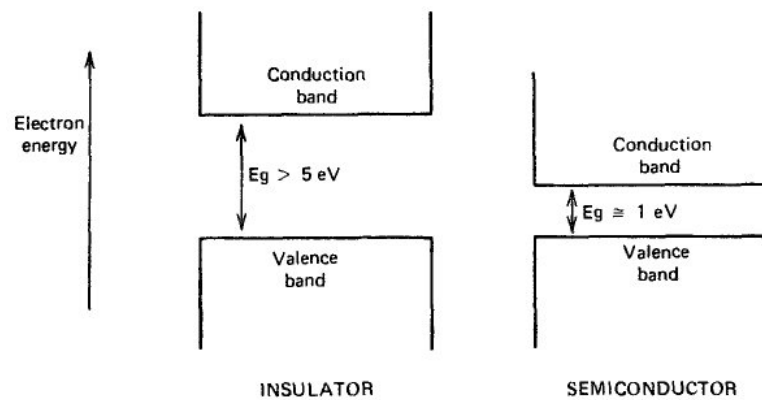 Conduction
band
Electron
energy
Eg > 5 eV
Valence
band
Conduction
band
Eg ≅ 1 eV
Valence
band
INSULATOR
SEMICONDUCTOR